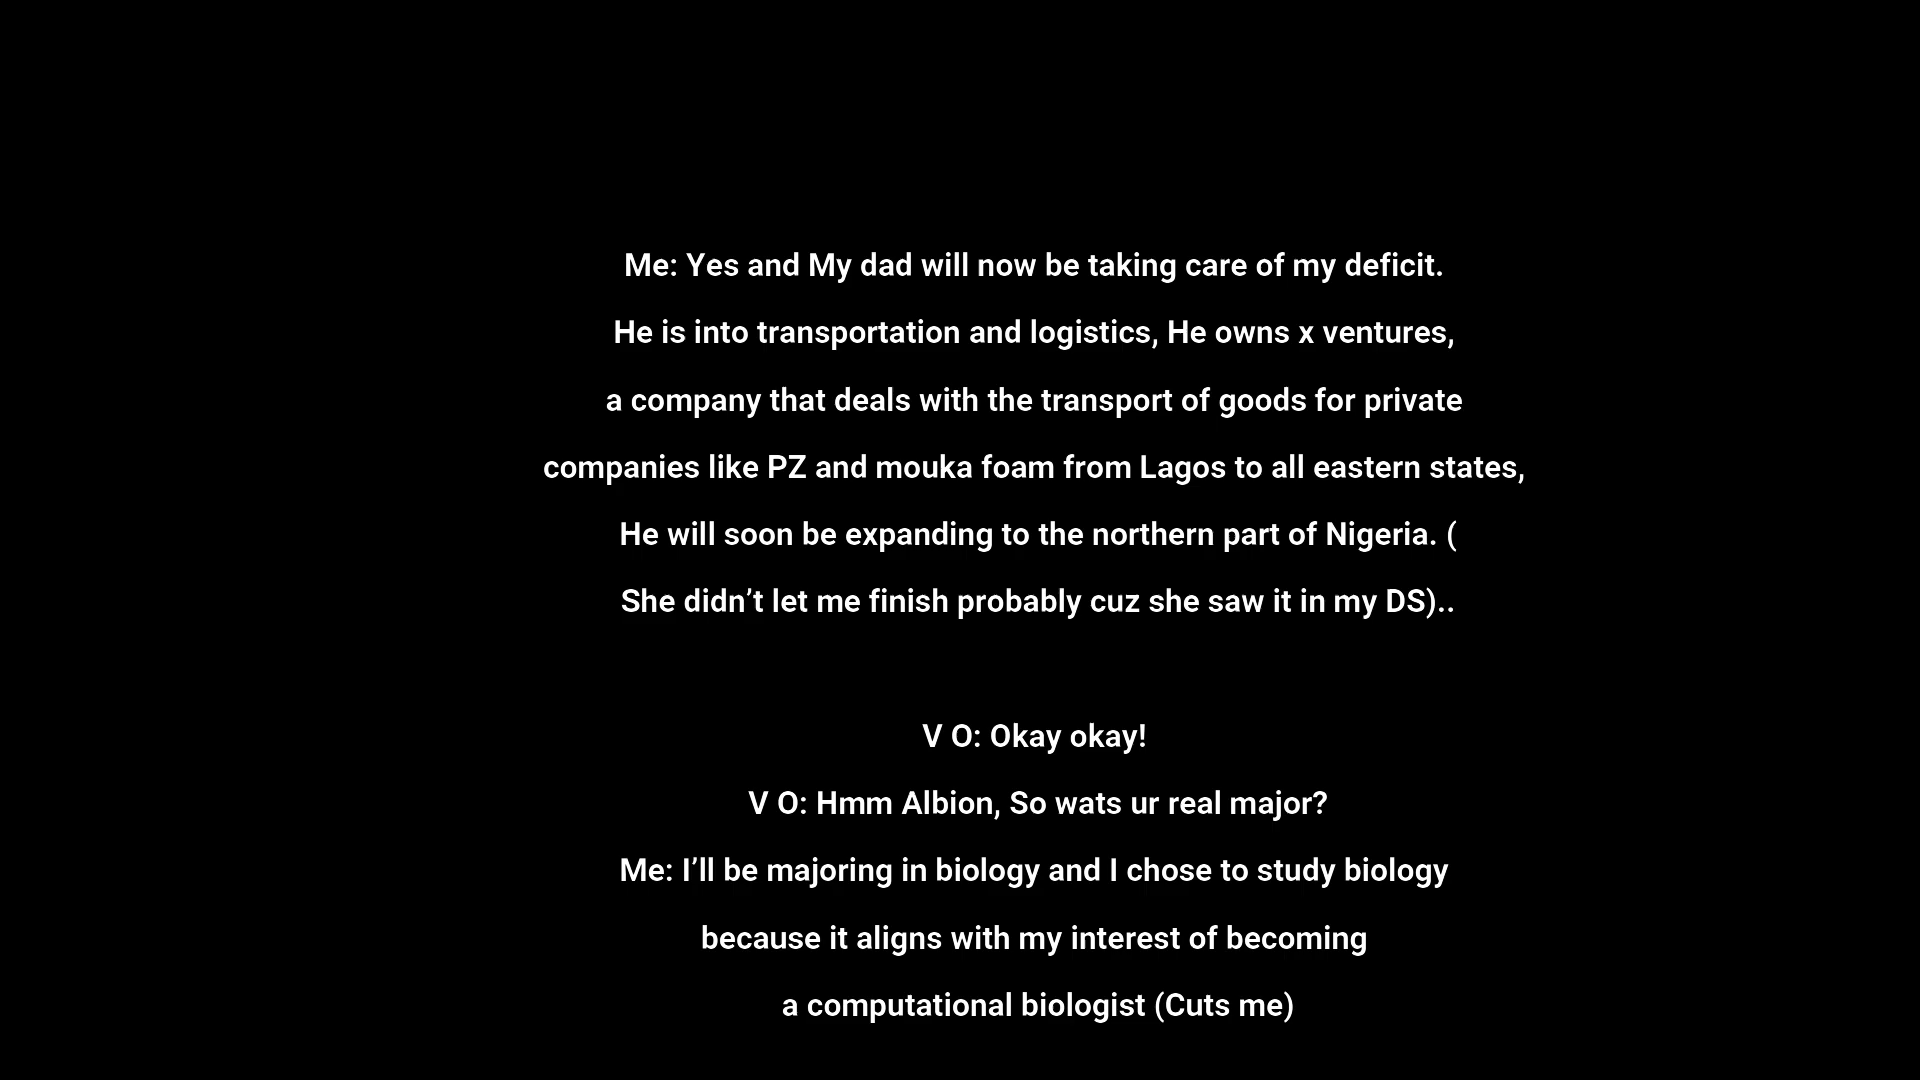 Me: Yes and My dad will now be taking care of my deficit.
He is into transportation and logistics, He owns x ventures,
a company that deals with the transport of goods for private
companies like PZ and mouka foam from Lagos to all eastern states,
He will soon be expanding to the northern part of Nigeria. (
She didn’t let me finish probably cuz she saw it in my DS)..
V O: Okay okay!
V O: Hmm Albion, So wats ur real major?
Me: I’ll be majoring in biology and I chose to study biology
because it aligns with my interest of becoming
a computational biologist (Cuts me)